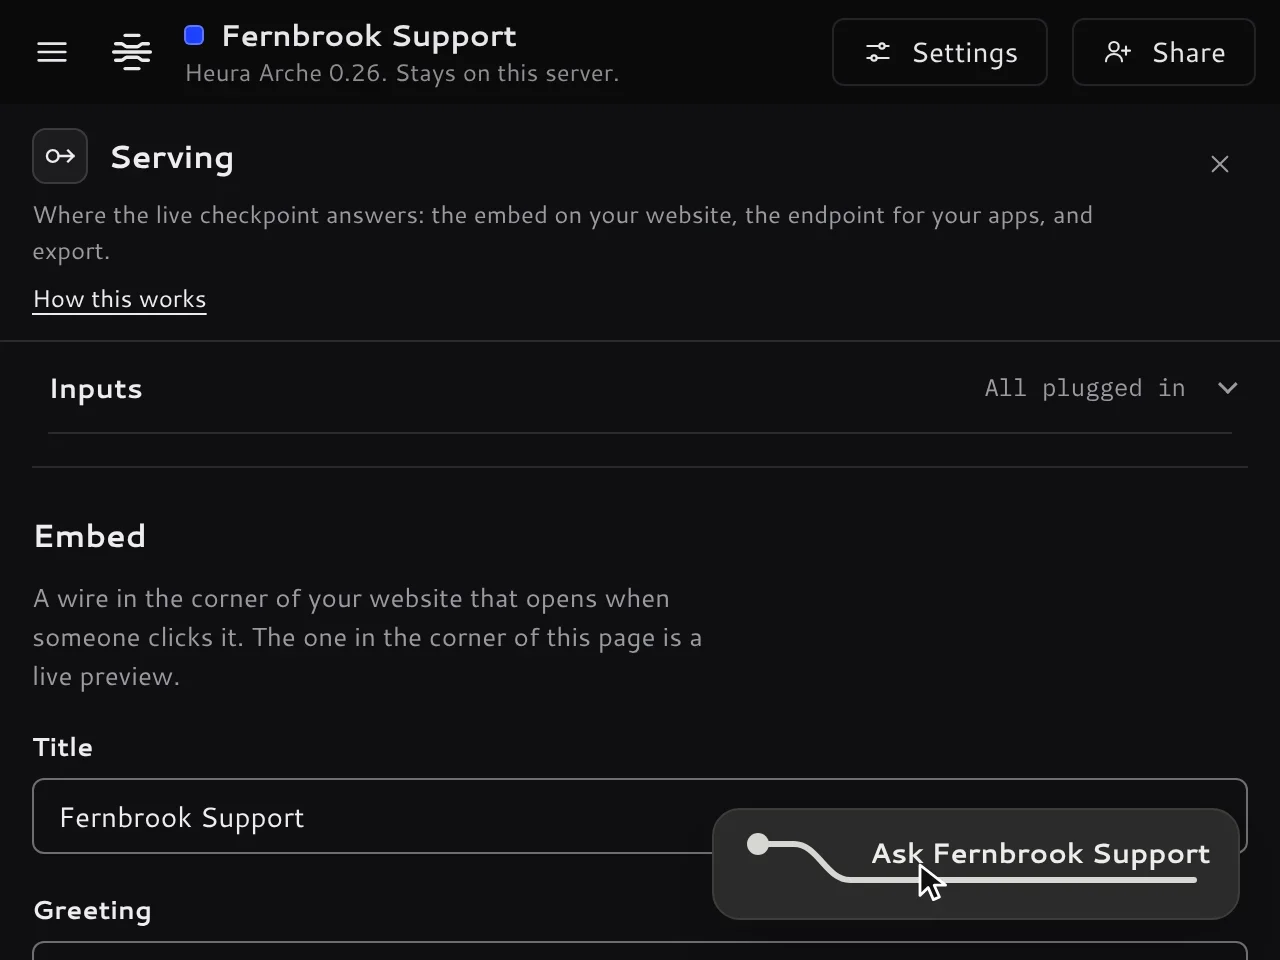 Fernbrook Support
Heura Arche 0.26. Stays on this server.
Settings
Share
Serving
Where the live checkpoint answers: the embed on your website, the endpoint for your apps, and
export.
How this works
Inputs
All plugged in
Embed
A wire in the corner of your website that opens when
someone clicks it. The one in the corner of this page is a
live preview.
Title
Fernbrook Support
Ask Fernbrook Support
Greeting